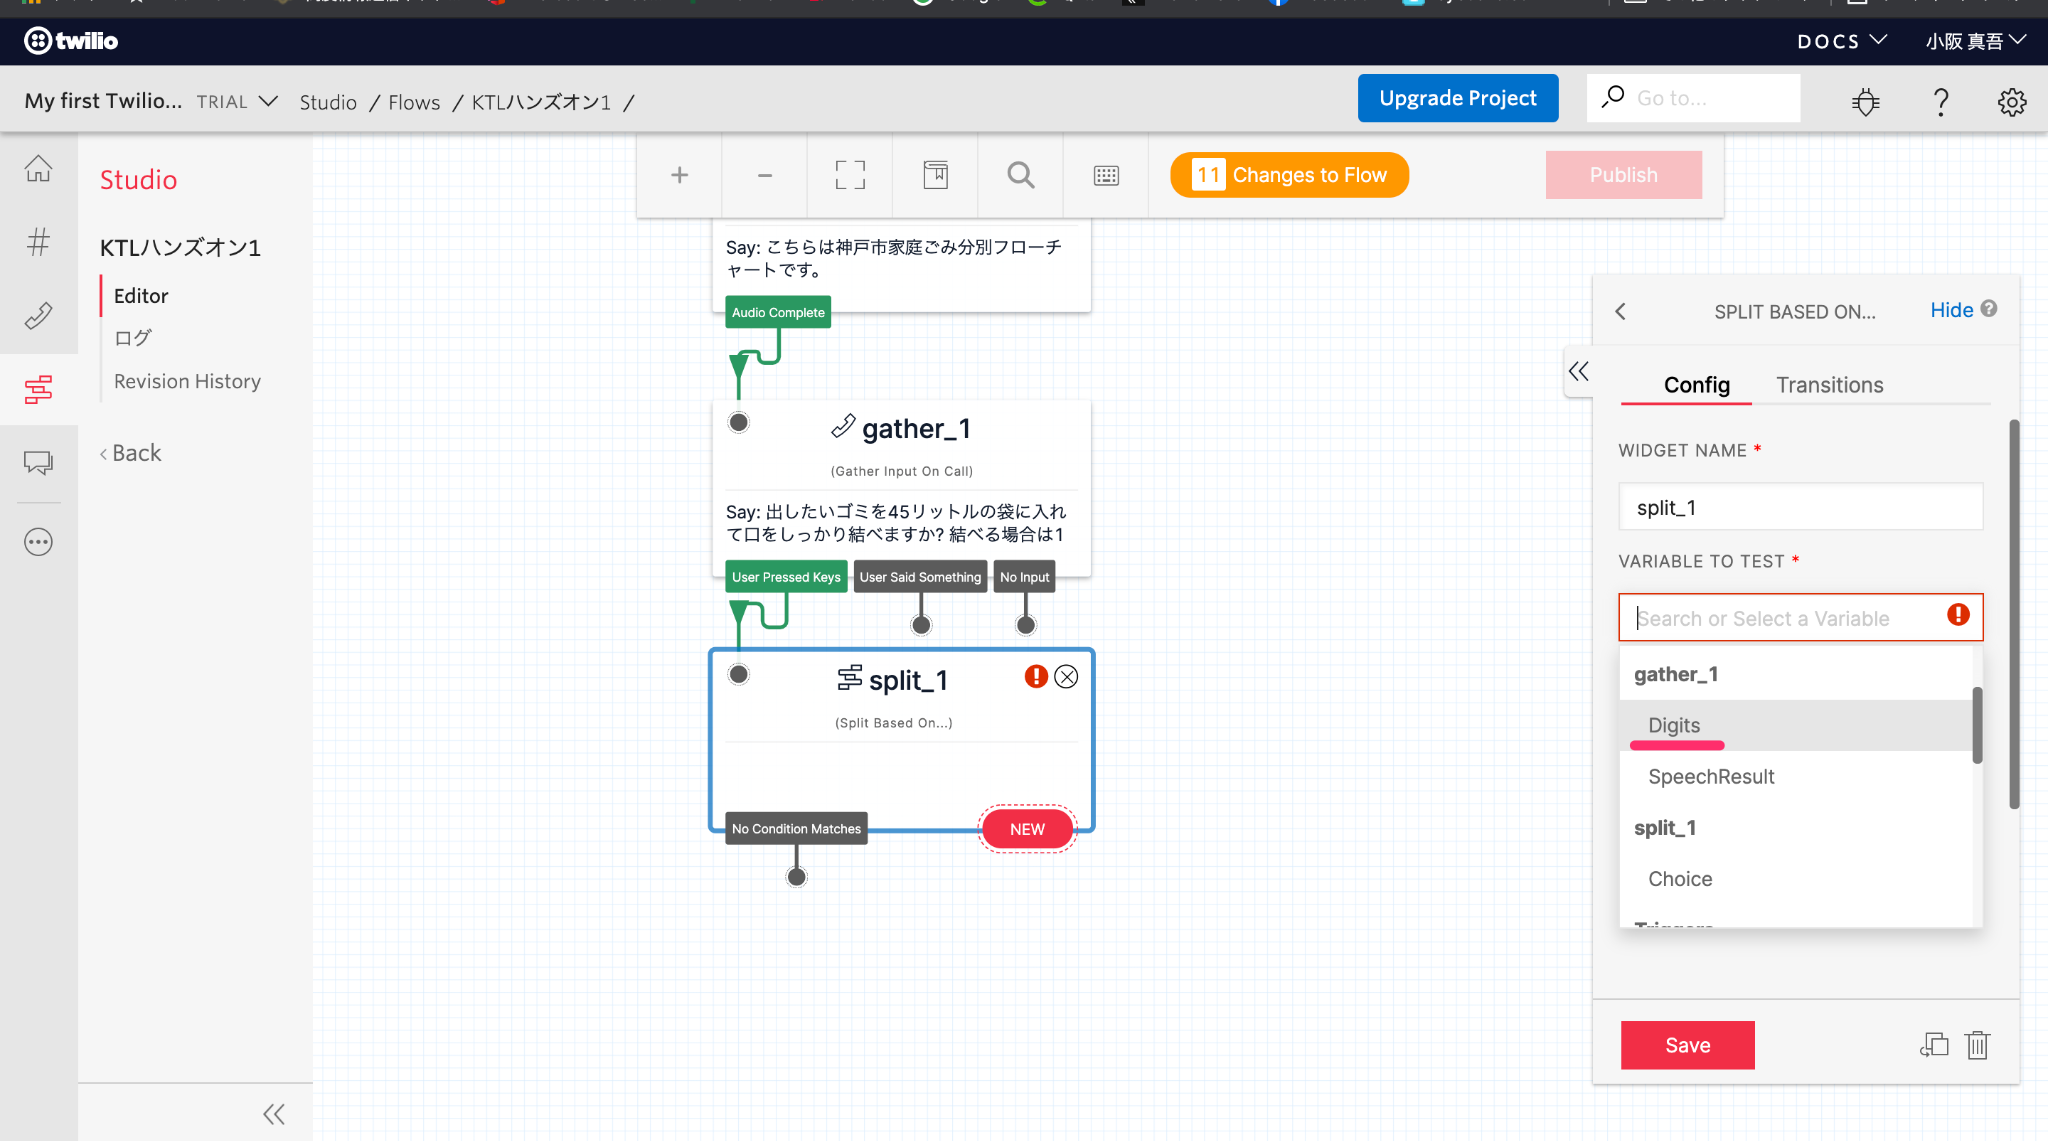 twilio
DOCS
小阪 真吾
My first Twilio... TRIAL
Studio / Flows / KTLハンズオン1 /
Upgrade Project
Go to...
Studio
KTLハンズオン1
Editor
ログ
Revision History
Back
11 Changes to Flow
Publish
Say: こちらは神戸市家庭ごみ分別フローチ
ャートです。
Audio Complete
gather_1
(Gather Input On Call)
Say: 出したいゴミを45リットルの袋に入れ
て口をしっかり結べますか? 結べる場合は1
User Pressed Keys
User Said Something
No Input
split_1
(Split Based On...)
No Condition Matches
NEW
SPLIT BASED ON...
Hide
Config
Transitions
WIDGET NAME *
split_1
VARIABLE TO TEST *
Search or Select a Variable
gather_1
Digits
SpeechResult
split_1
Choice
Save